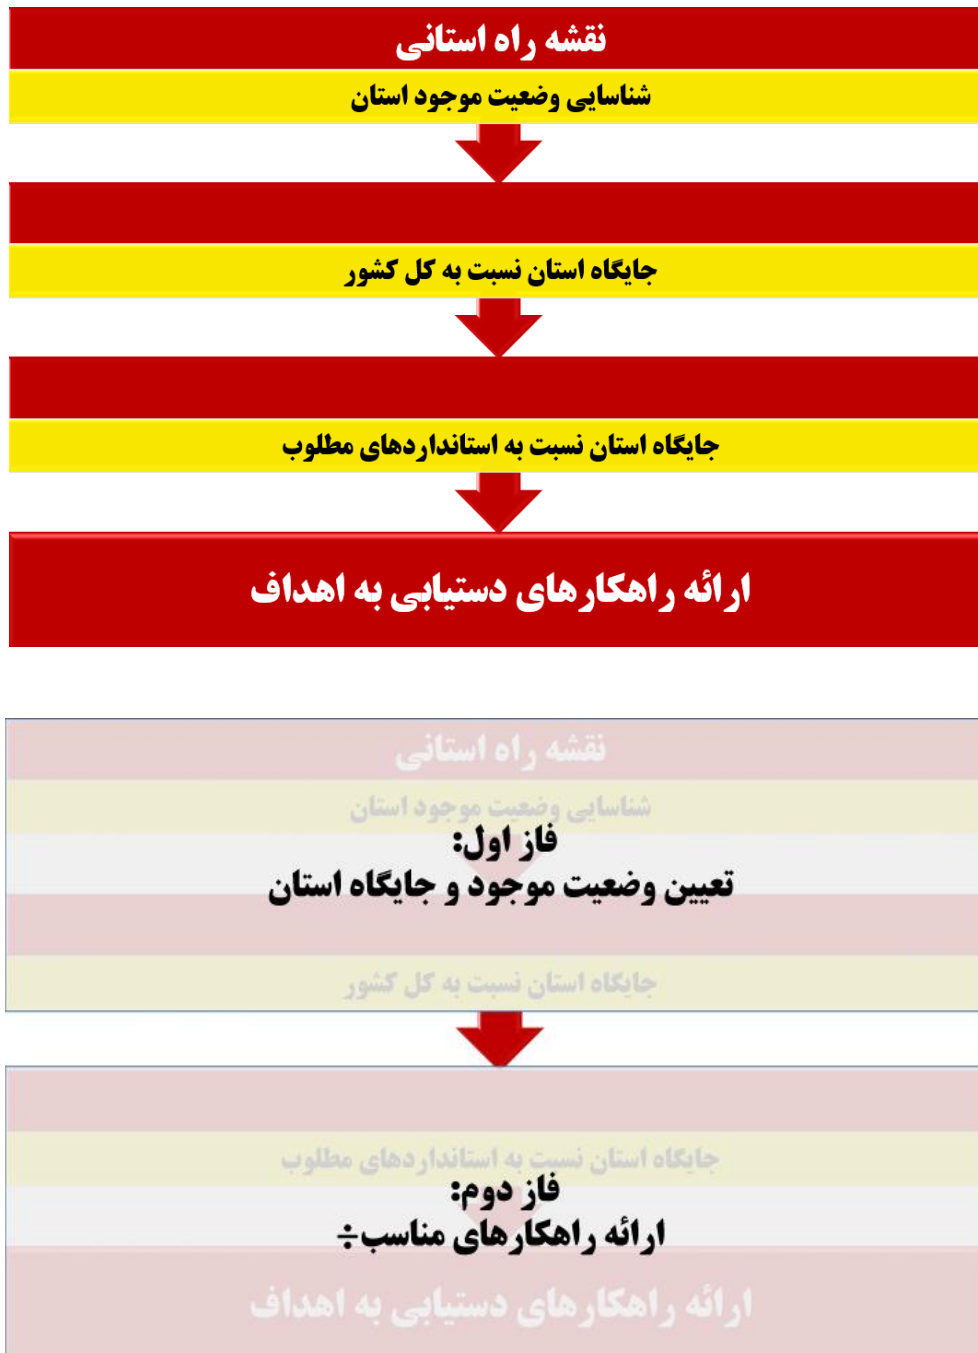 نقشه راه استانی
شناسایی وضعیت موجود استان
جایگاه استان نسبت به کل کشور
جایگاه استان نسبت به استانداردهای مطلوب
ارائه راهکارهای دستیابی به اهداف
نقشه راه استانی
شناسایی وضعیت موجود استان
فاز اول:
تعیین وضعیت موجود و جایگاه استان
جایگاه استان نسبت به کل کشور
جایگاه استان نسبت به استانداردهای مطلوب
فاز دوم:
ارائه راهکارهای مناسب÷
ارائه راهکارهای دستیابی به اهداف